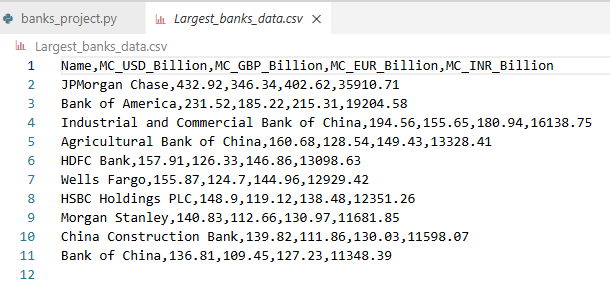 banks_project.py
Largest_banks_data.csv
Largest_banks_data.csv
1 Name,MC_USD_Billion,MC_GBP_Billion,MC_EUR_Billion,MC_INR_Billion
2 JPMorgan Chase,432.92,346.34,402.62,35910.71
3 Bank of America,231.52,185.22,215.31,19204.58
4 Industrial and Commercial Bank of China,194.56,155.65,180.94,16138.75
5 Agricultural Bank of China,160.68,128.54,149.43,13328.41
6 HDFC Bank,157.91,126.33,146.86,13098.63
7 Wells Fargo,155.87,124.7,144.96,12929.42
8 HSBC Holdings PLC,148.9,119.12,138.48,12351.26
9 Morgan Stanley,140.83,112.66,130.97,11681.85
10 China Construction Bank,139.82,111.86,130.03,11598.07
11 Bank of China,136.81,109.45,127.23,11348.39
12